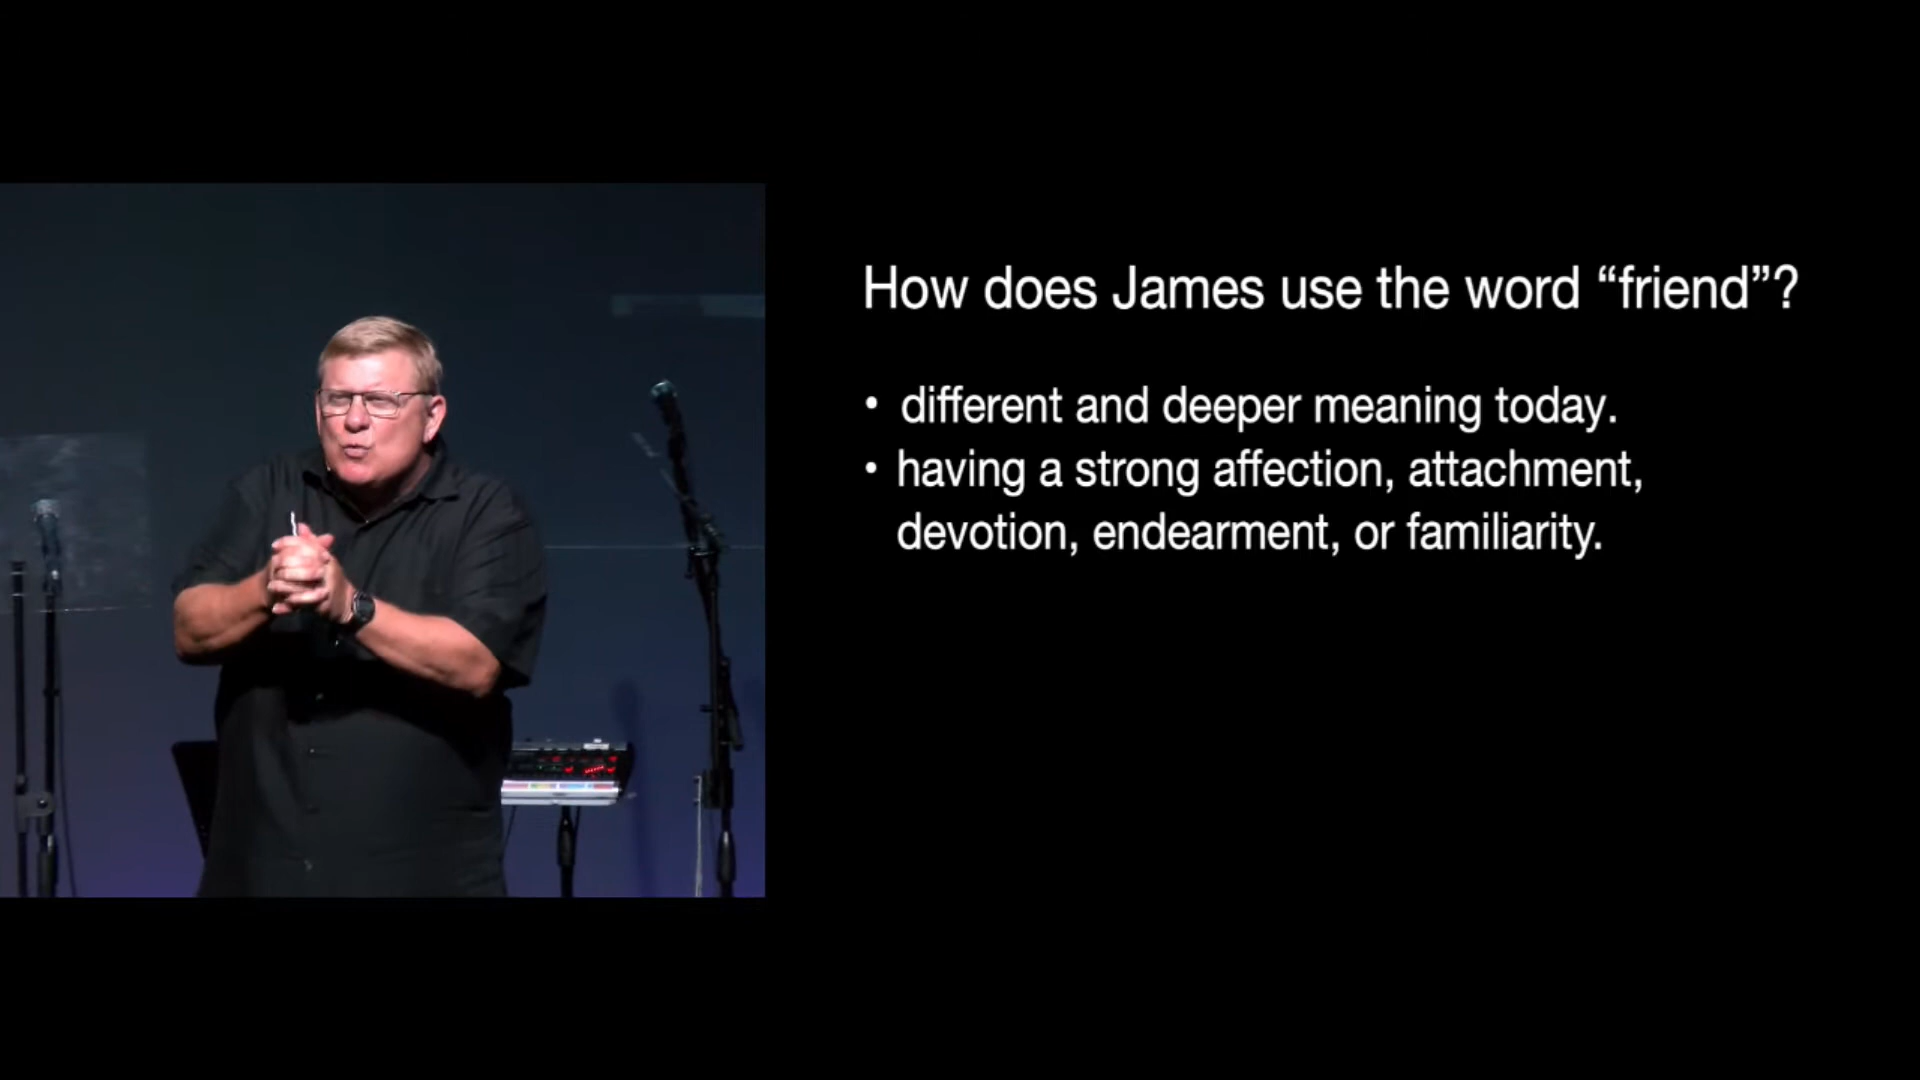 How does James use the word “friend”?
• different and deeper meaning today.
• having a strong affection, attachment,
devotion, endearment, or familiarity.